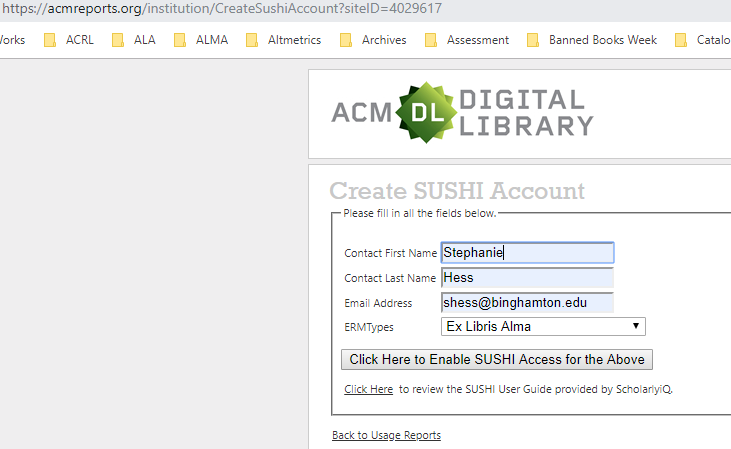 https://acmreports.org/institution/CreateSushiAccount?siteID=4029617
orks ACRL ALA ALMA Altmetrics Archives Assessment Banned Books Week Catalo
ACM DL DIGITAL
LIBRARY
Create SUSHI Account
Please fill in all the fields below.
Contact First Name Stephanie
Contact Last Name Hess
Email Address shess@binghamton.edu
ERMTypes Ex Libris Alma
Click Here to Enable SUSHI Access for the Above
Click Here to review the SUSHI User Guide provided by ScholarlyiQ.
Back to Usage Reports